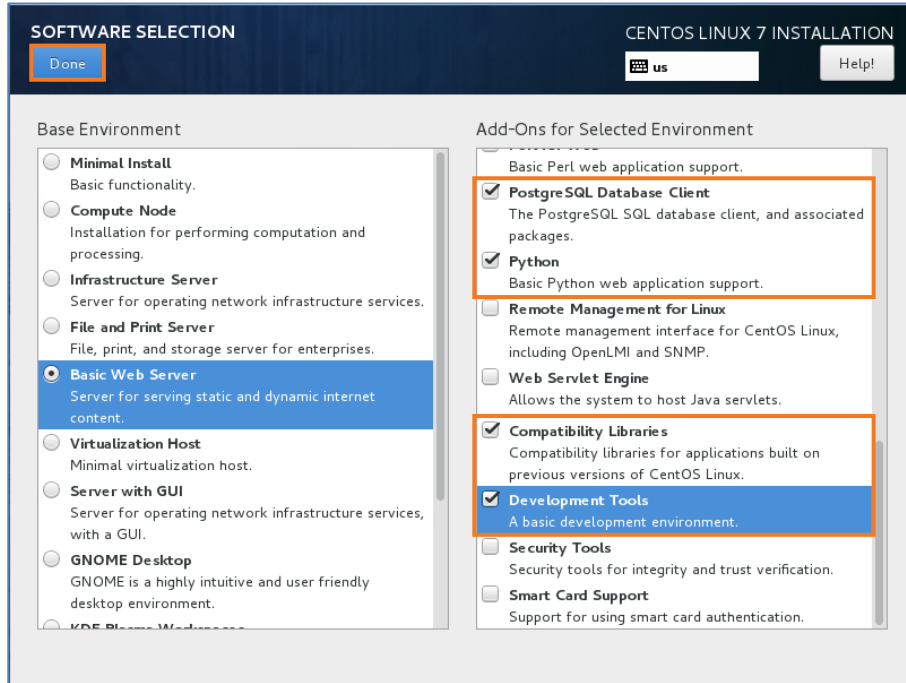 SOFTWARE SELECTION
CENTOS LINUX 7 INSTALLATION
Done
us
Help!
Base Environment
Minimal Install
Basic functionality.
Compute Node
Installation for performing computation and
processing.
Infrastructure Server
Server for operating network infrastructure services.
File and Print Server
File, print, and storage server for enterprises.
Basic Web Server
Server for serving static and dynamic internet
content.
Virtualization Host
Minimal virtualization host.
Server with GUI
Server for operating network infrastructure services,
with a GUI.
GNOME Desktop
GNOME is a highly intuitive and user friendly
desktop environment.
KDE Plasma Workspaces
Add-Ons for Selected Environment
Basic Perl web application support.
PostgreSQL Database Client
The PostgreSQL SQL database client, and associated
packages.
Python
Basic Python web application support.
Remote Management for Linux
Remote management interface for CentOS Linux,
including OpenLMI and SNMP.
Web Servlet Engine
Allows the system to host Java servlets.
Compatibility Libraries
Compatibility libraries for applications built on
previous versions of CentOS Linux.
Development Tools
A basic development environment.
Security Tools
Security tools for integrity and trust verification.
Smart Card Support
Support for using smart card authentication.